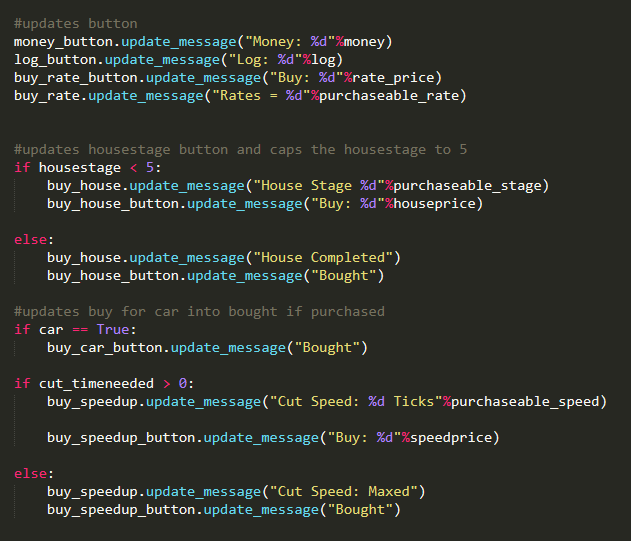 #updates button
money_button.update_message("Money: %d"%money)
log_button.update_message("Log: %d"%log)
buy_rate_button.update_message("Buy: %d"%rate_price)
buy_rate.update_message("Rates = %d"%purchaseable_rate)
#updates housestage button and caps the housestage to 5
if housestage < 5:
buy_house.update_message("House Stage %d"%purchaseable_stage)
buy_house_button.update_message("Buy: %d"%houseprice)
else:
buy_house.update_message("House Completed")
buy_house_button.update_message("Bought")
#updates buy for car into bought if purchased
if car == True:
buy_car_button.update_message("Bought")
if cut_timeneeded > 0:
buy_speedup.update_message("Cut Speed: %d Ticks"%purchaseable_speed)
buy_speedup_button.update_message("Buy: %d"%speedprice)
else:
buy_speedup.update_message("Cut Speed: Maxed")
buy_speedup_button.update_message("Bought")